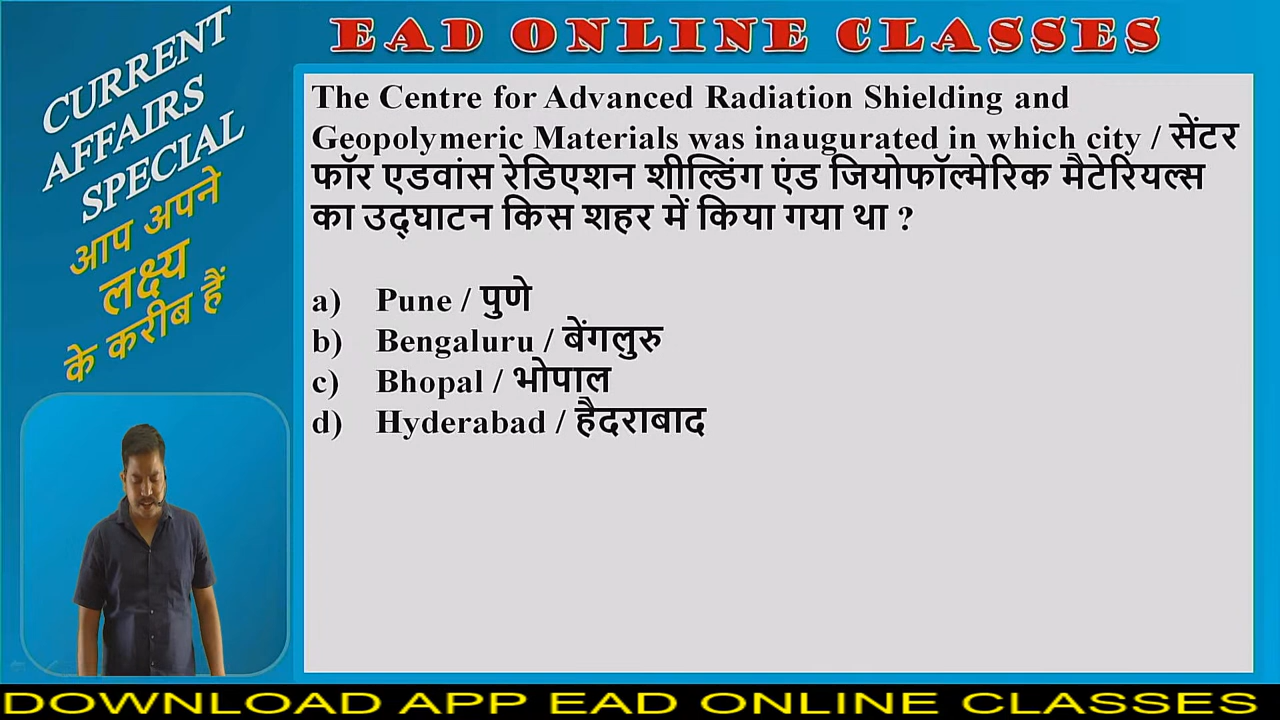 EAD ONLINE CLASSES
CURRENT
AFFAIRS
SPECIAL
आप अपने
लक्ष्य
के करीब हैं
The Centre for Advanced Radiation Shielding and
Geopolymeric Materials was inaugurated in which city / सेंटर
फॉर एडवांस रेडिएशन शील्डिंग एंड जियोफॉल्मेरिक मैटेरियल्स
का उद्घाटन किस शहर में किया गया था ?
a) Pune / पुणे
b) Bengaluru / बेंगलुरु
c) Bhopal / भोपाल
d) Hyderabad / हैदराबाद
DOWNLOAD APP EAD ONLINE CLASSES